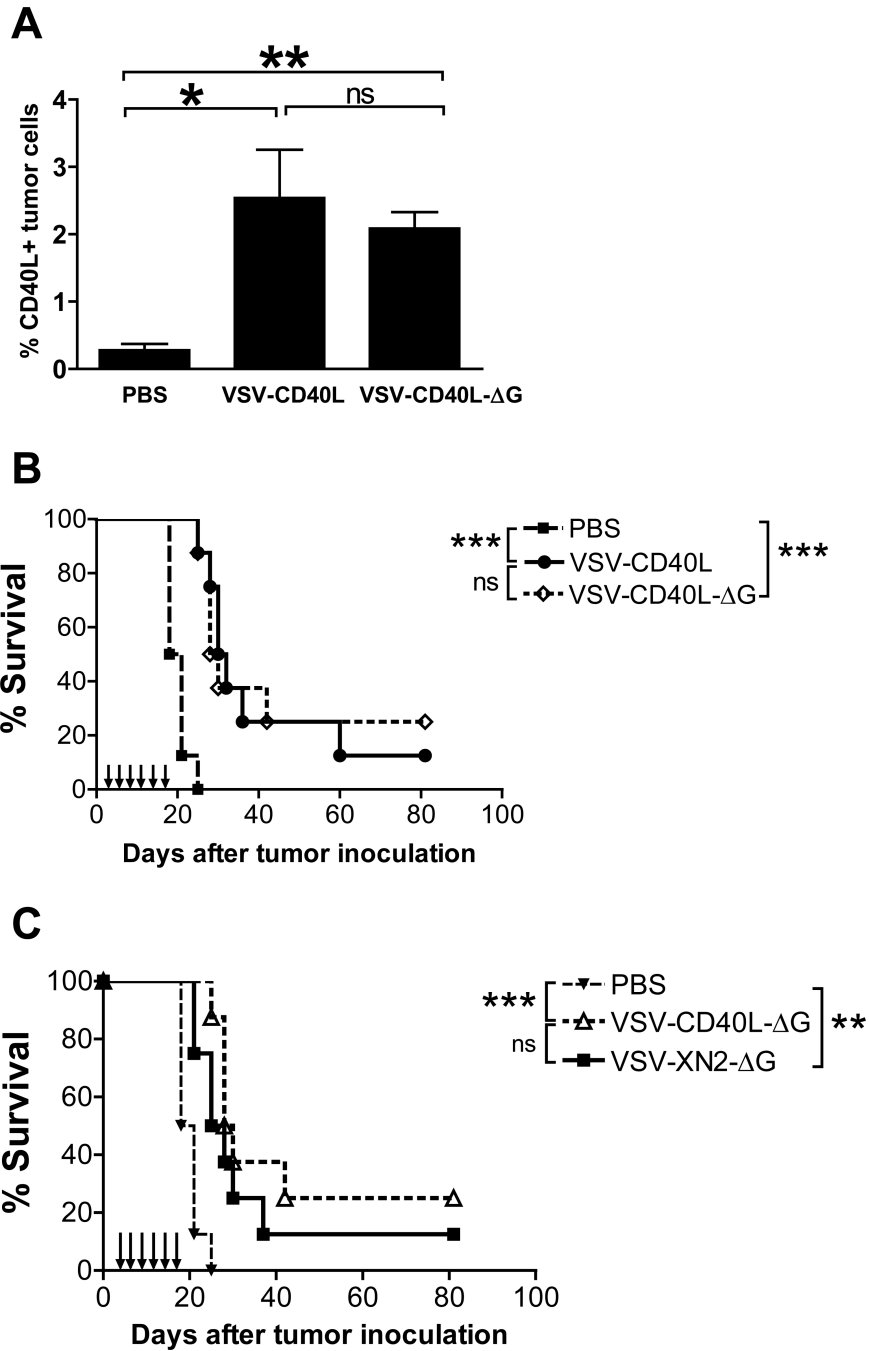 A
**
* ns
% CD40L+ tumor cells
4
3
2
1
0
PBS VSV-CD40L VSV-CD40L-ΔG
B
% Survival
100
80
60
40
20
0
0 20 40 60 80 100
Days after tumor inoculation
*** PBS
VSV-CD40L ***
ns VSV-CD40L-ΔG
C
% Survival
100
80
60
40
20
0
0 20 40 60 80 100
Days after tumor inoculation
*** PBS
VSV-CD40L-ΔG **
ns VSV-XN2-ΔG